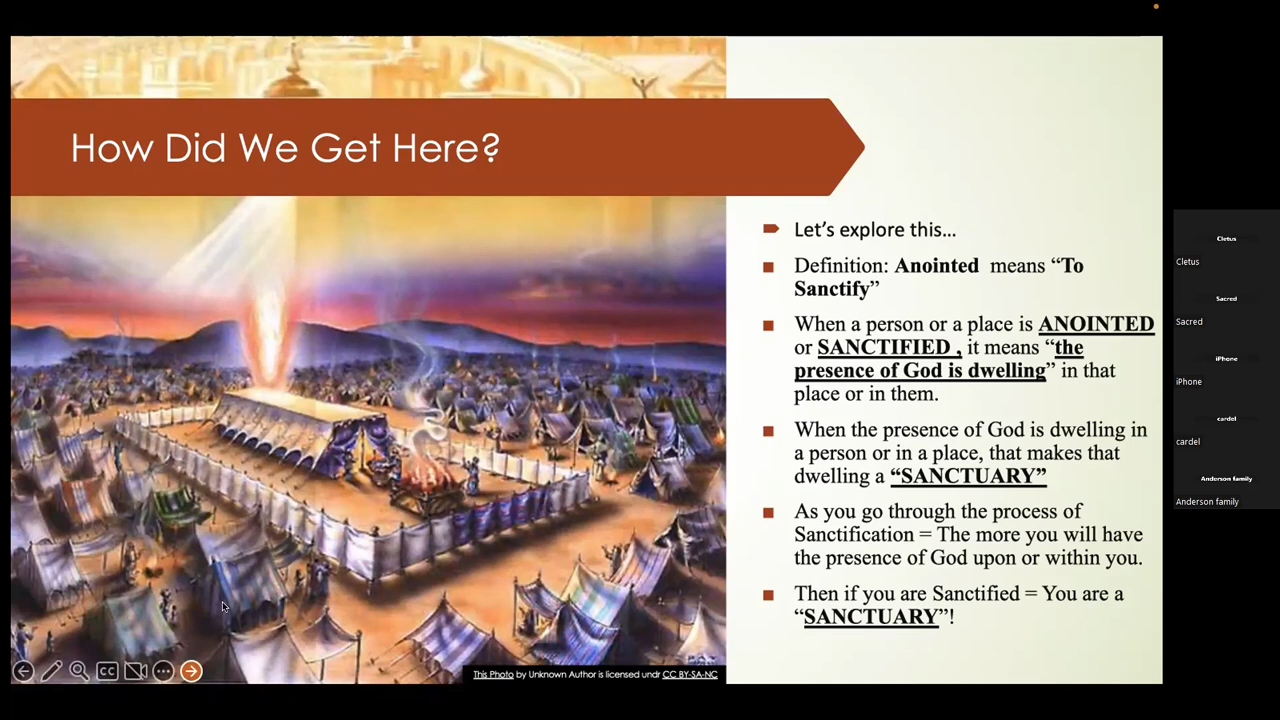 How Did We Get Here?
Let's explore this...
Definition: Anointed means “To
Sanctify”
When a person or a place is ANOINTED
or SANCTIFIED , it means “the
presence of God is dwelling” in that
place or in them.
When the presence of God is dwelling in
a person or in a place, that makes that
dwelling a “SANCTUARY”
As you go through the process of
Sanctification = The more you will have
the presence of God upon or within you.
Then if you are Sanctified = You are a
“SANCTUARY”!
This Photo by Unknown Author is licensed undr CC BY-SA-NC
CC
Cletus
Cletus
Sacred
Sacred
iPhone
iPhone
cardel
cardel
Anderson family
Anderson family